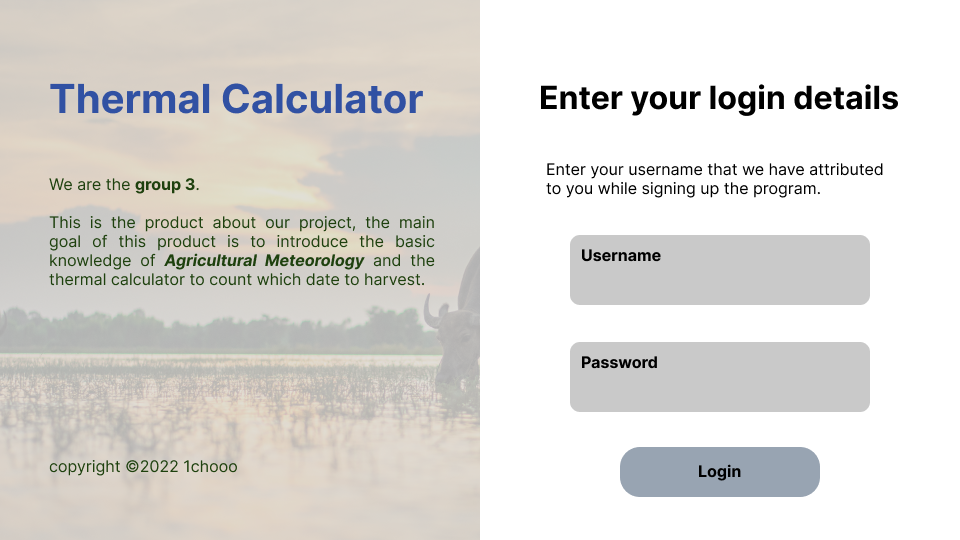 Thermal Calculator
We are the group 3.
This is the product about our project, the main
goal of this product is to introduce the basic
knowledge of Agricultural Meteorology and the
thermal calculator to count which date to harvest.
copyright ©2022 1chooo
Enter your login details
Enter your username that we have attributed
to you while signing up the program.
Username
Password
Login